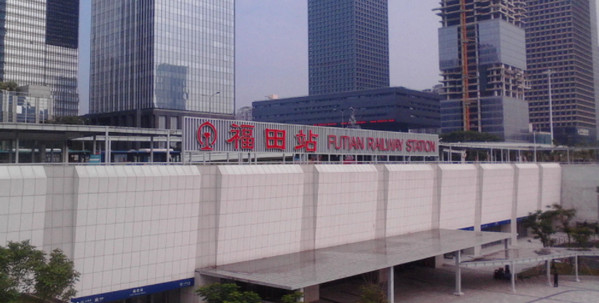 福田站 FUTIAN RAILWAY STATION